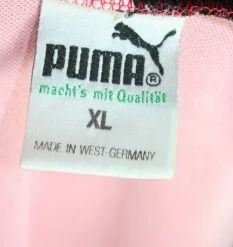 PUMA®
macht's mit Qualität
XL
MADE IN WEST-GERMANY